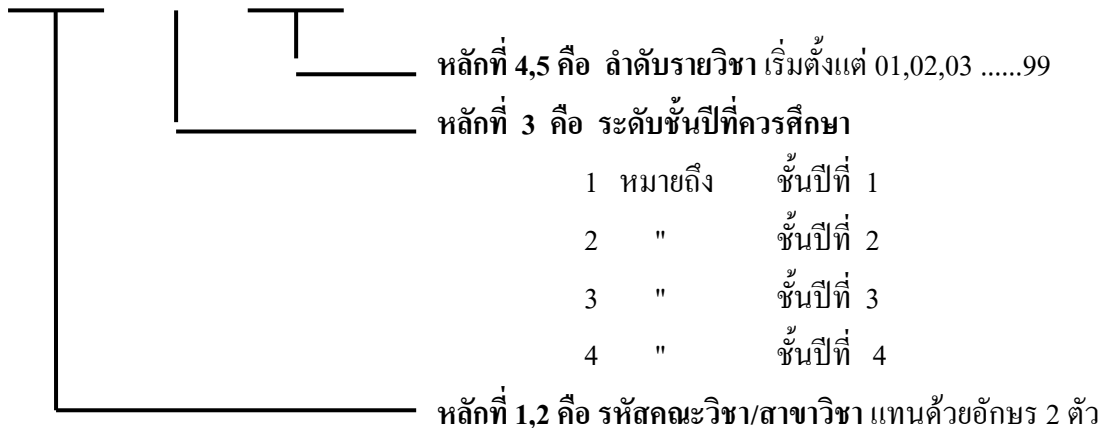 หลักที่ 4,5 คือ ลำดับรายวิชา เริ่มตั้งแต่ 01,02,03 ......99
หลักที่ 3 คือ ระดับชั้นปีที่ควรศึกษา
1 หมายถึง ชั้นปีที่ 1
2 " ชั้นปีที่ 2
3 " ชั้นปีที่ 3
4 " ชั้นปีที่ 4
หลักที่ 1,2 คือ รหัสคณะวิชา/สาขาวิชา แทนด้วยอักษร 2 ตัว